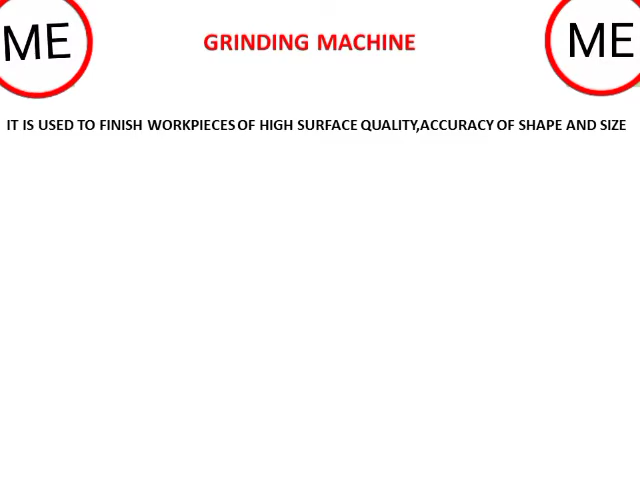 ME
GRINDING MACHINE
ME
IT IS USED TO FINISH WORKPIECES OF HIGH SURFACE QUALITY,ACCURACY OF SHAPE AND SIZE